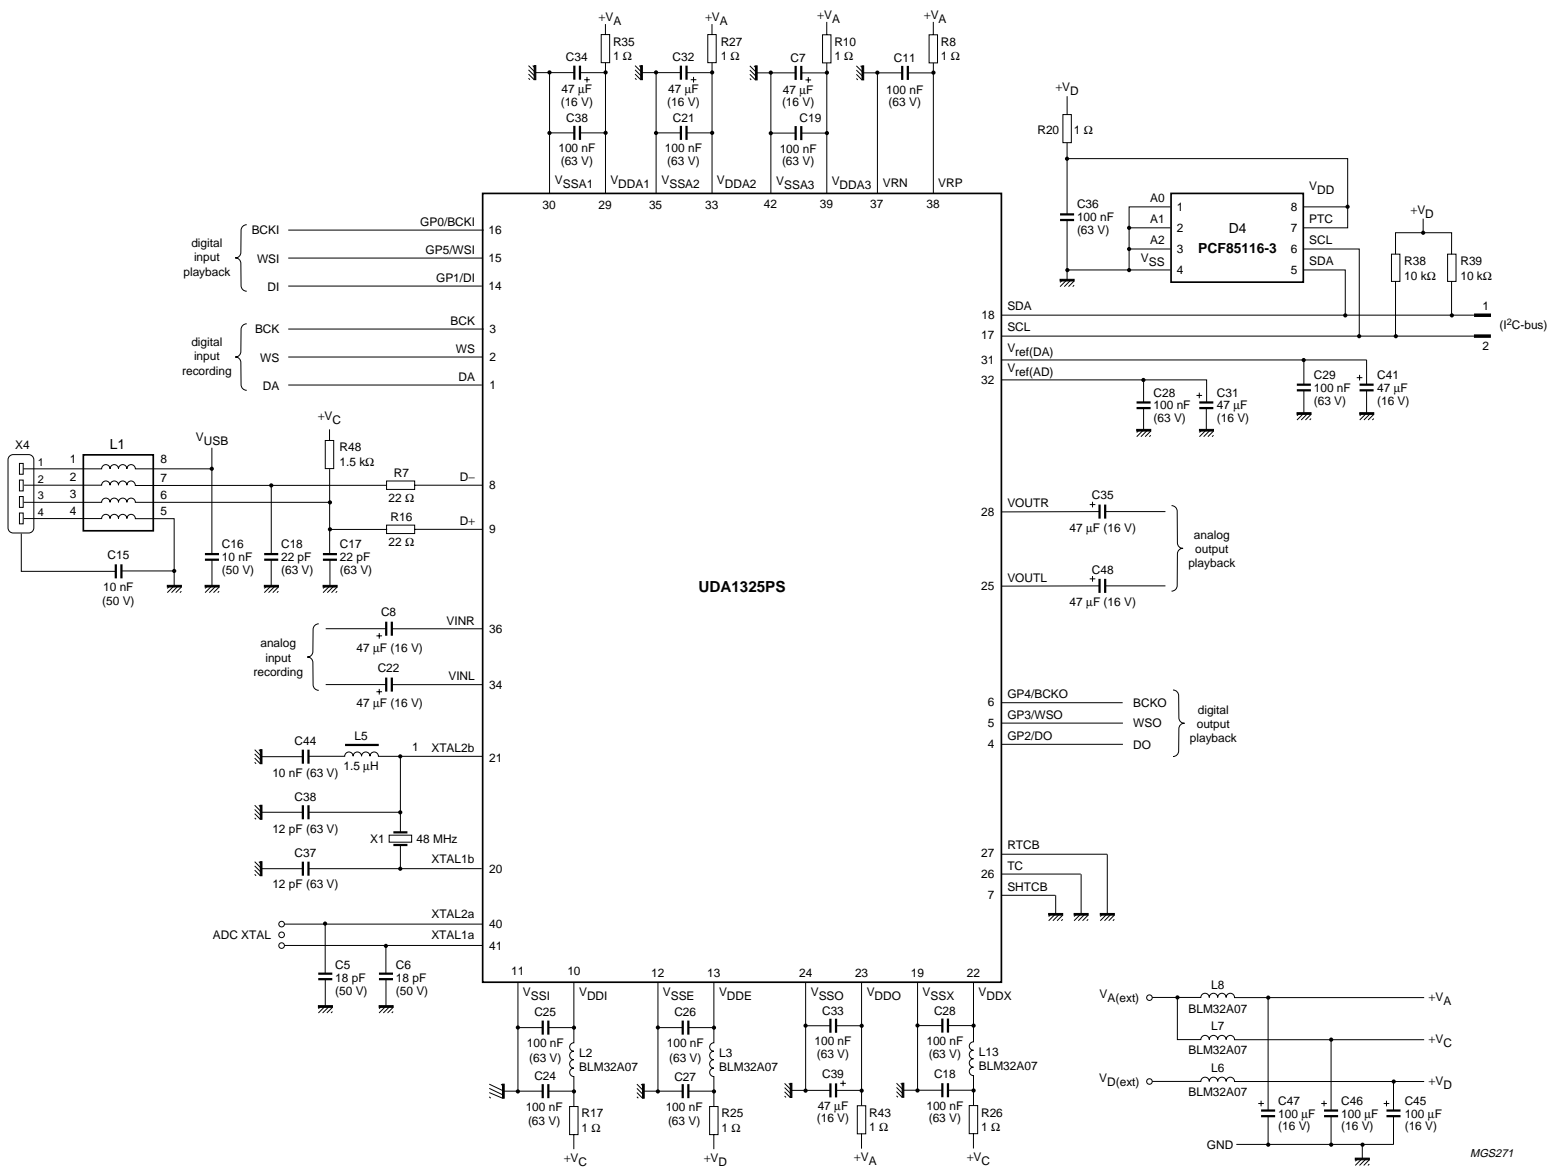 +VA
+VA
+VA
+VA
R35
1 Ω
R27
1 Ω
R10
1 Ω
R8
1 Ω
C34
47 µF
(16 V)
C38
100 nF
(63 V)
C32
47 µF
(16 V)
C21
100 nF
(63 V)
C7
47 µF
(16 V)
C19
100 nF
(63 V)
C11
100 nF
(63 V)
VSSA1
VDDA1
VSSA2
VDDA2
VSSA3
VDDA3
VRN
VRP
30
29
35
33
42
39
37
38
+VD
R20
1 Ω
C36
100 nF
(63 V)
A0
A1
A2
VSS
1
2
3
4
D4
PCF85116-3
8
7
6
5
VDD
PTC
SCL
SDA
+VD
R38
10 kΩ
R39
10 kΩ
digital
input
playback
BCKI
WSI
DI
GP0/BCKI
GP5/WSI
GP1/DI
16
15
14
digital
input
recording
BCK
WS
DA
BCK
WS
DA
3
2
1
18
SDA
17
SCL
1
(I2C-bus)
2
31
Vref(DA)
32
Vref(AD)
C28
100 nF
(63 V)
+
C31
47 µF
(16 V)
C29
100 nF
(63 V)
+
C41
47 µF
(16 V)
X4
1
2
3
4
1
2
3
4
L1
8
7
6
5
VUSB
+VC
R48
1.5 kΩ
R7
22 Ω
D−
8
R16
22 Ω
D+
9
C15
10 nF
(50 V)
C16
10 nF
(50 V)
C18
22 pF
(63 V)
C17
22 pF
(63 V)
UDA1325PS
28
VOUTR
C35
+
47 µF (16 V)
25
VOUTL
C48
+
47 µF (16 V)
analog
output
playback
analog
input
recording
C8
+
47 µF (16 V)
VINR
36
C22
+
47 µF (16 V)
VINL
34
6
GP4/BCKO
BCKO
5
GP3/WSO
WSO
4
GP2/DO
DO
digital
output
playback
C44
10 nF (63 V)
L5
1.5 µH
1
XTAL2b
21
C38
12 pF (63 V)
X1
48 MHz
C37
12 pF (63 V)
XTAL1b
20
27
RTCB
26
TC
7
SHTCB
ADC XTAL
XTAL2a
40
XTAL1a
41
C5
18 pF
(50 V)
C6
18 pF
(50 V)
11
10
12
13
24
23
19
22
VSSI
VDDI
VSSE
VDDE
VSSO
VDDO
VSSX
VDDX
C25
100 nF
(63 V)
L2
BLM32A07
C24
100 nF
(63 V)
R17
1 Ω
+VC
C26
100 nF
(63 V)
L3
BLM32A07
C27
100 nF
(63 V)
R25
1 Ω
+VD
C33
100 nF
(63 V)
C39
+
47 µF
(16 V)
R43
1 Ω
+VA
C28
100 nF
(63 V)
L13
BLM32A07
C18
100 nF
(63 V)
R26
1 Ω
+VC
VA(ext)
L8
BLM32A07
+VA
L7
BLM32A07
+VC
VD(ext)
L6
BLM32A07
+VD
+
C47
100 µF
(16 V)
+
C46
100 µF
(16 V)
+
C45
100 µF
(16 V)
GND
MGS271